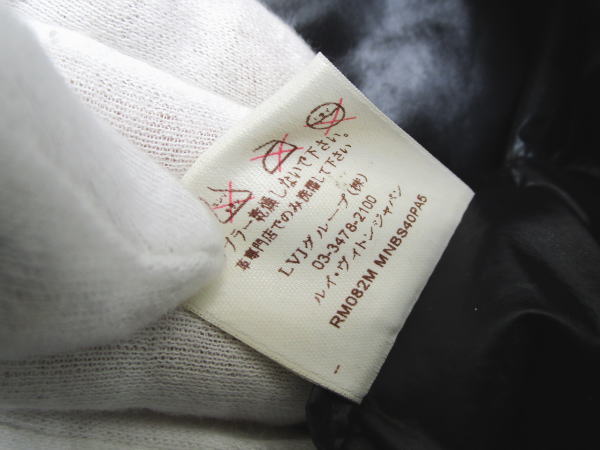 ブラー乾燥しないで下さい。
革専門店でのみ洗濯して下さい。
LVJグループ(株)
03-3478-2100
ルイ・ヴィトンジャパン
RM082M MNBS40PA5